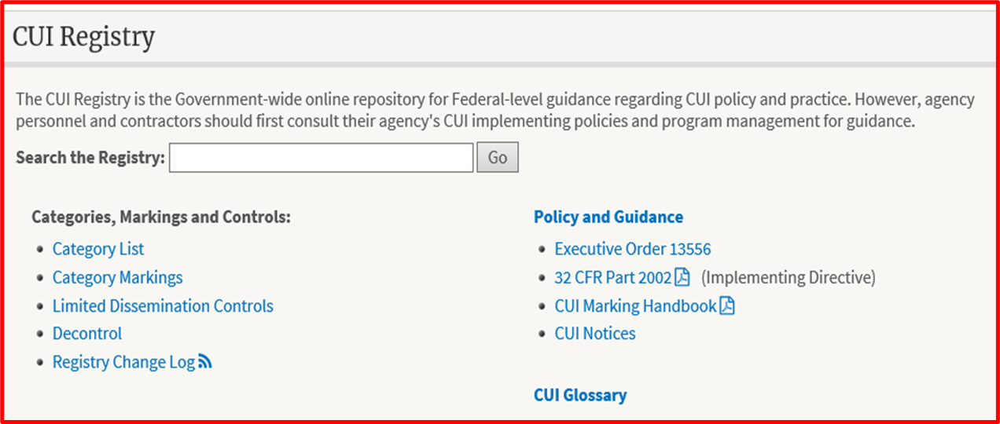 CUI Registry
The CUI Registry is the Government-wide online repository for Federal-level guidance regarding CUI policy and practice. However, agency
personnel and contractors should first consult their agency's CUI implementing policies and program management for guidance.
Search the Registry: Go
Categories, Markings and Controls:
• Category List
• Category Markings
• Limited Dissemination Controls
• Decontrol
• Registry Change Log
Policy and Guidance
• Executive Order 13556
• 32 CFR Part 2002 (Implementing Directive)
• CUI Marking Handbook
• CUI Notices
CUI Glossary